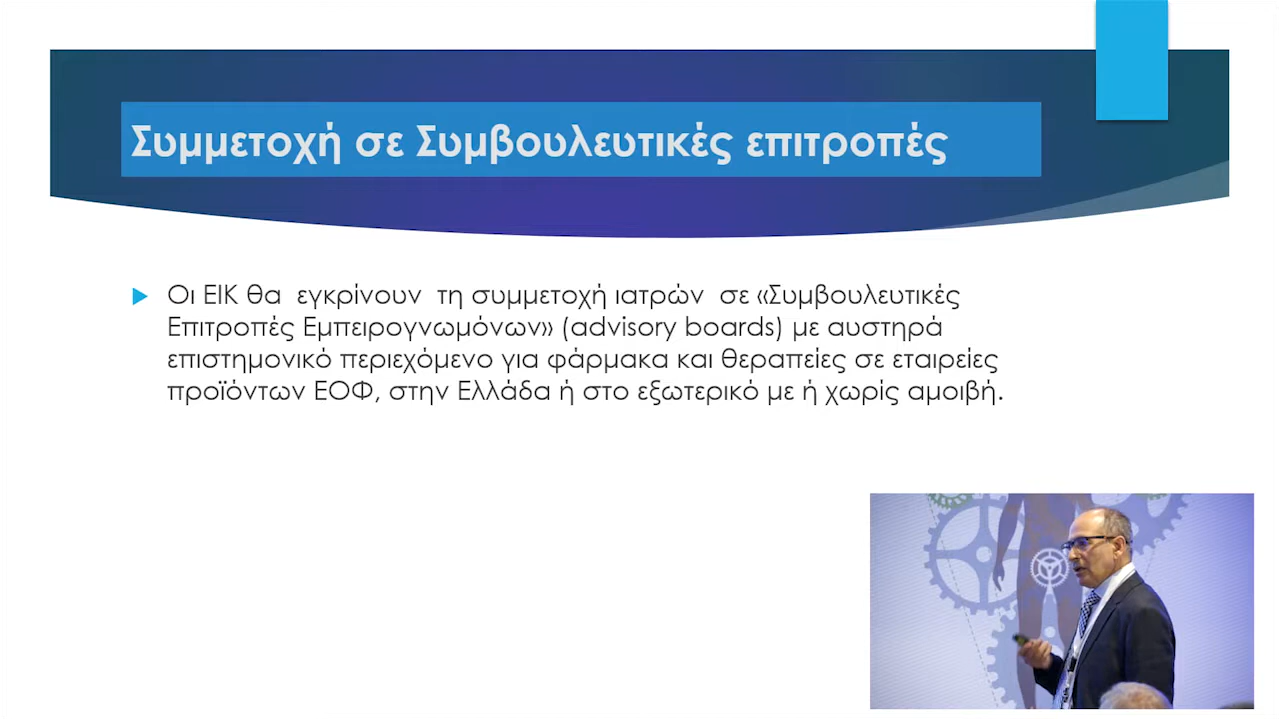 Συμμετοχή σε Συμβουλευτικές επιτροπές
Οι ΕΙΚ θα εγκρίνουν τη συμμετοχή ιατρών σε «Συμβουλευτικές
Επιτροπές Εμπειρογνωμόνων» (advisory boards) με αυστηρά
επιστημονικό περιεχόμενο για φάρμακα και θεραπείες σε εταιρείες
προϊόντων ΕΟΦ, στην Ελλάδα ή στο εξωτερικό με ή χωρίς αμοιβή.